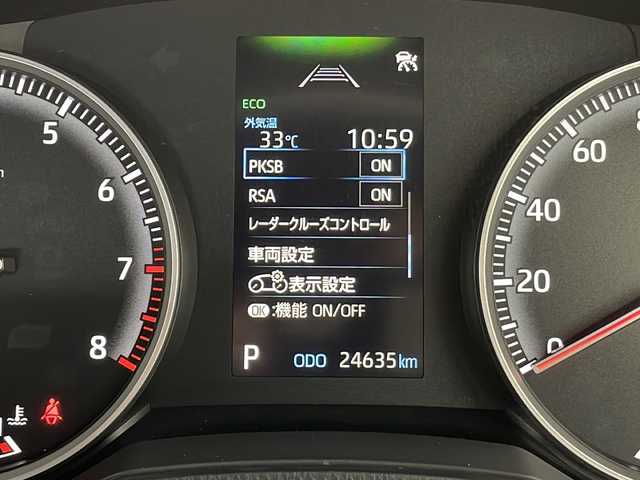 ECO
外気温
33℃ 10:59
PKSB ON
RSA ON
レーダークルーズコントロール
車両設定
表示設定
OK:機能 ON/OFF
P ODO 24635km
5
6
7
8
60
40
20
0